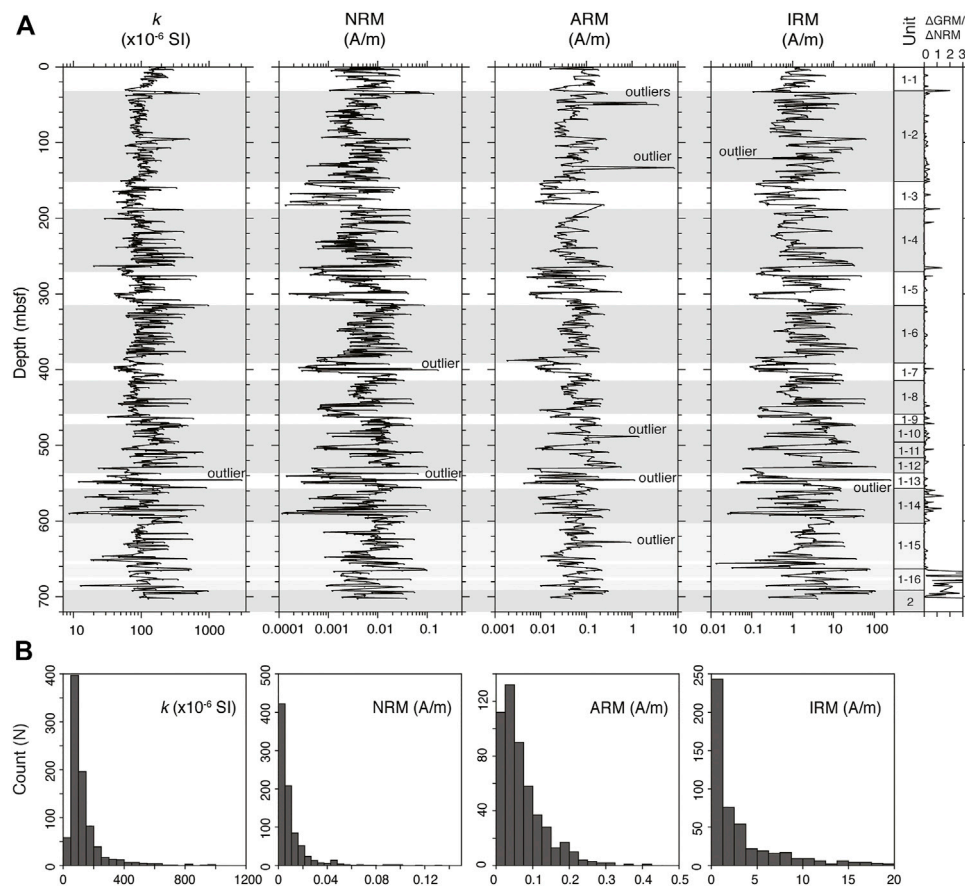 A
k
(x10⁻⁶ SI)
NRM
(A/m)
ARM
(A/m)
IRM
(A/m)
Unit
ΔGRM/
ΔNRM
0 1 2 3
Depth (mbsf)
0
100
200
300
400
500
600
700
outliers
outlier
outlier
outlier
outlier
outlier
outlier
outlier
outlier
outlier
1-1
1-2
1-3
1-4
1-5
1-6
1-7
1-8
1-9
1-10
1-11
1-12
1-13
1-14
1-15
1-16
2
10 100 1000
0.0001 0.001 0.01 0.1
0.001 0.01 0.1 1 10
0.01 0.1 1 10 100
B
Count (N)
k (x10⁻⁶ SI)
0 100 200 300 400
0 400 800 1200
NRM (A/m)
0 100 200 300 400 500
0 0.04 0.08 0.12
ARM (A/m)
0 40 80 120
0 0.1 0.2 0.3 0.4 0.5
IRM (A/m)
0 50 100 150 200 250
0 5 10 15 20